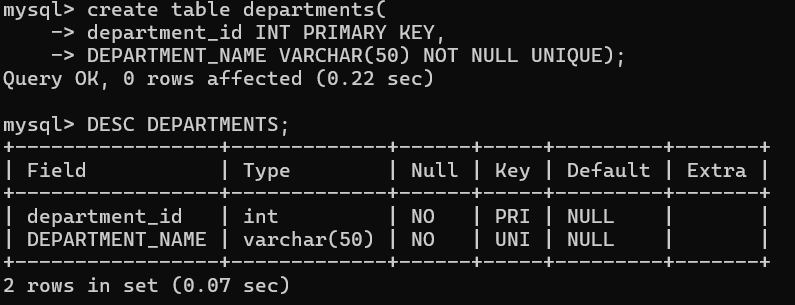 mysql> create table departments(
    -> department_id INT PRIMARY KEY,
    -> DEPARTMENT_NAME VARCHAR(50) NOT NULL UNIQUE);
Query OK, 0 rows affected (0.22 sec)

mysql> DESC DEPARTMENTS;
+-----------------+-------------+------+-----+---------+-------+
| Field           | Type        | Null | Key | Default | Extra |
+-----------------+-------------+------+-----+---------+-------+
| department_id   | int         | NO   | PRI | NULL    |       |
| DEPARTMENT_NAME | varchar(50) | NO   | UNI | NULL    |       |
+-----------------+-------------+------+-----+---------+-------+
2 rows in set (0.07 sec)